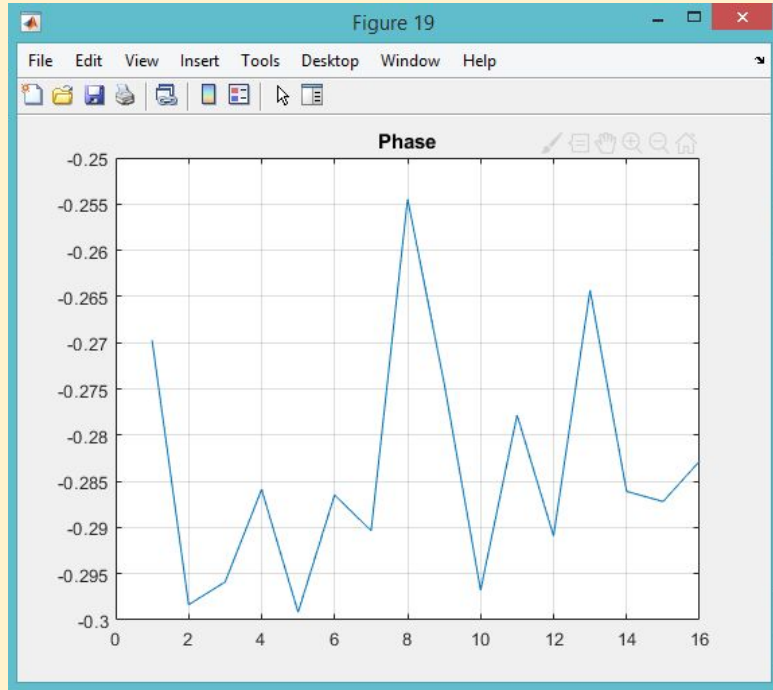 Figure 19
File Edit View Insert Tools Desktop Window Help
Phase
-0.25
-0.255
-0.26
-0.265
-0.27
-0.275
-0.28
-0.285
-0.29
-0.295
-0.3
0 2 4 6 8 10 12 14 16